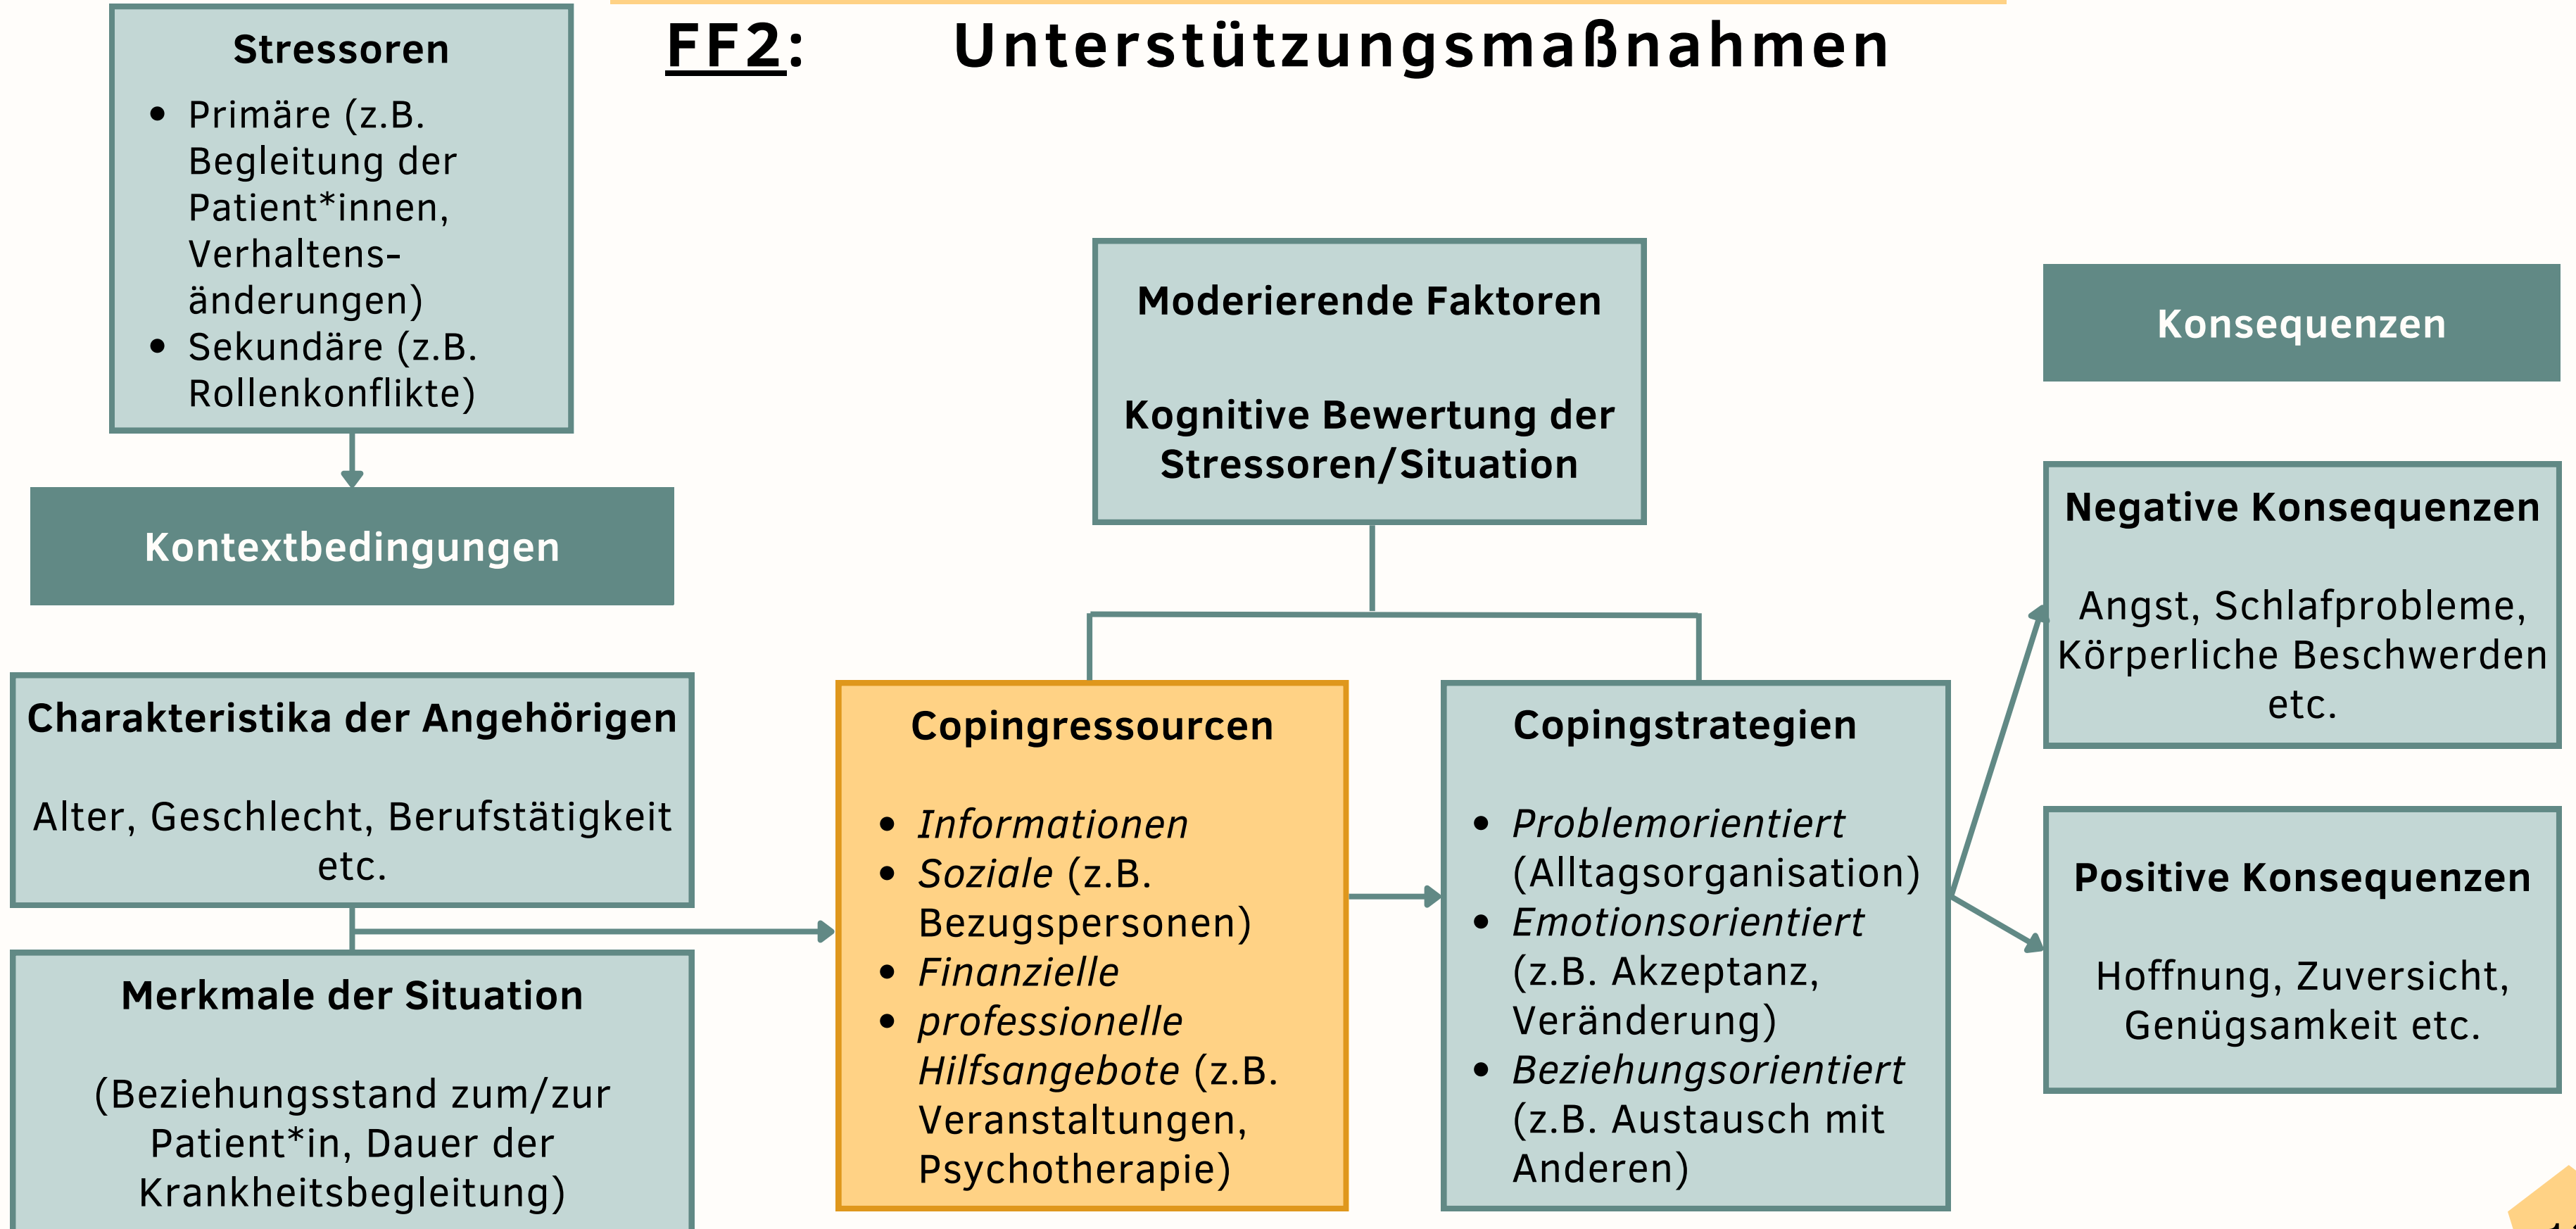 FF2: Unterstützungsmaßnahmen
Stressoren
• Primäre (z.B.
Begleitung der
Patient*innen,
Verhaltens-
änderungen)
• Sekundäre (z.B.
Rollenkonflikte)
Kontextbedingungen
Charakteristika der Angehörigen
Alter, Geschlecht, Berufstätigkeit
etc.
Merkmale der Situation
(Beziehungsstand zum/zur
Patient*in, Dauer der
Krankheitsbegleitung)
Moderierende Faktoren
Kognitive Bewertung der
Stressoren/Situation
Copingressourcen
• Informationen
• Soziale (z.B.
Bezugspersonen)
• Finanzielle
• professionelle
Hilfsangebote (z.B.
Veranstaltungen,
Psychotherapie)
Copingstrategien
• Problemorientiert
(Alltagsorganisation)
• Emotionsorientiert
(z.B. Akzeptanz,
Veränderung)
• Beziehungsorientiert
(z.B. Austausch mit
Anderen)
Konsequenzen
Negative Konsequenzen
Angst, Schlafprobleme,
Körperliche Beschwerden
etc.
Positive Konsequenzen
Hoffnung, Zuversicht,
Genügsamkeit etc.